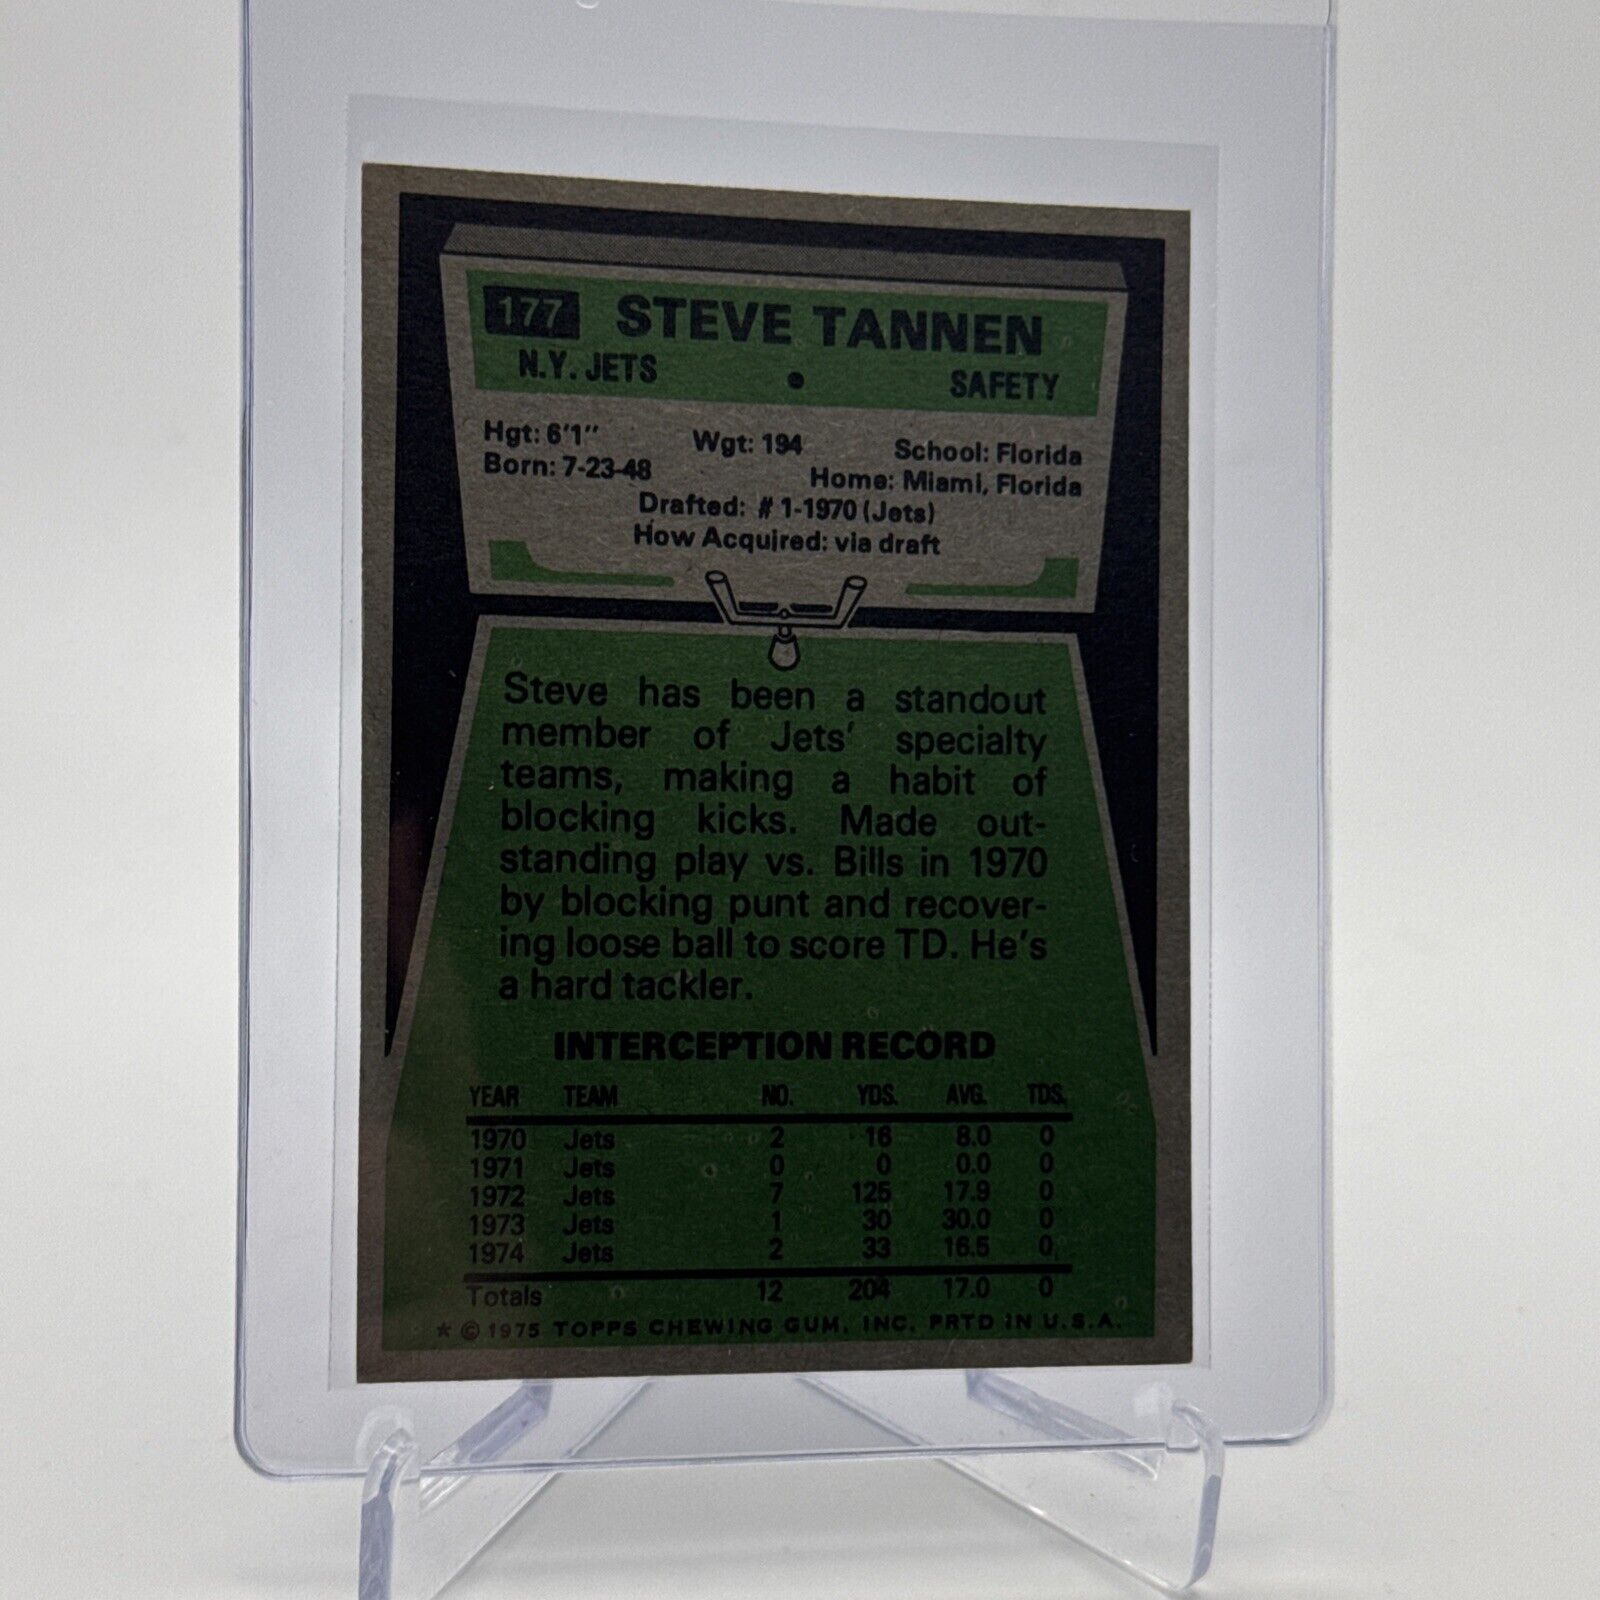 177 STEVE TANNEN
N.Y. JETS • SAFETY
Hgt: 6'1" Wgt: 194 School: Florida
Born: 7-23-48 Home: Miami, Florida
Drafted: #1-1970 (Jets)
How Acquired: via draft
Steve has been a standout
member of Jets' specialty
teams, making a habit of
blocking kicks. Made out-
standing play vs. Bills in 1970
by blocking punt and recover-
ing loose ball to score TD. He's
a hard tackler.
INTERCEPTION RECORD
YEAR TEAM NO. YDS. AVG. TDS.
1970 Jets 2 16 8.0 0
1971 Jets 0 0 0.0 0
1972 Jets 7 125 17.9 0
1973 Jets 1 30 30.0 0
1974 Jets 2 33 16.5 0
Totals 12 204 17.0 0
* © 1975 TOPPS CHEWING GUM, INC. PRTD IN U.S.A.